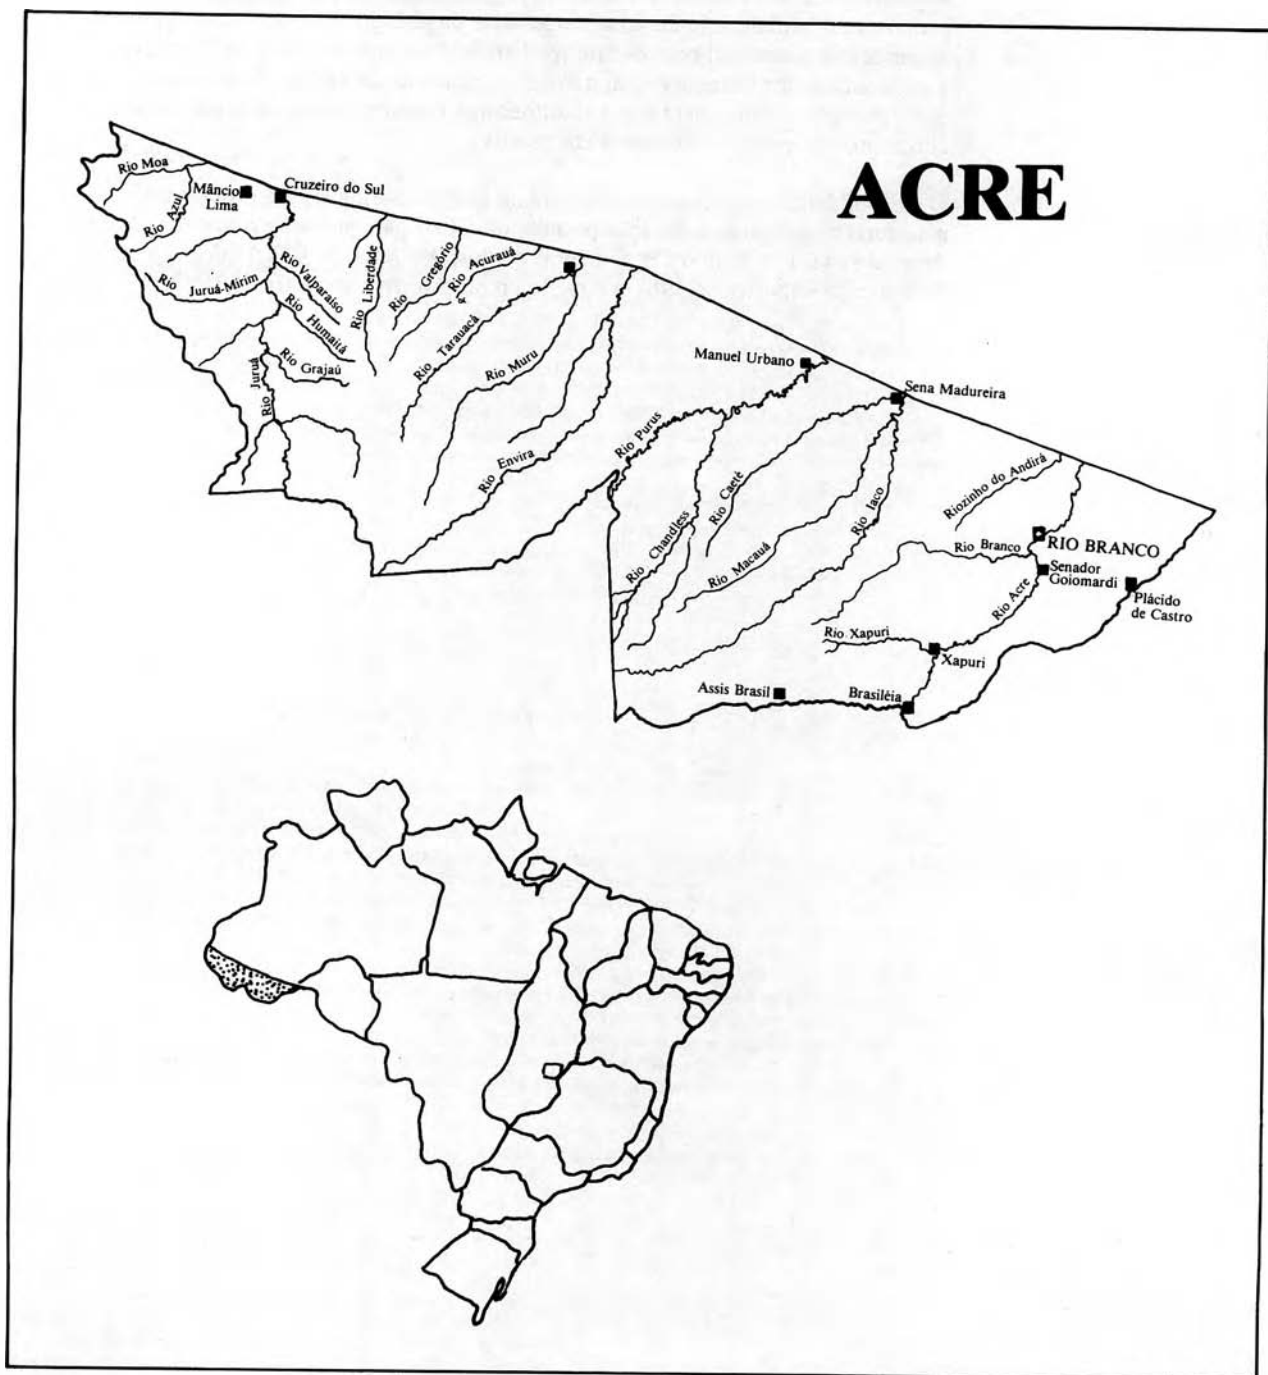 ACRE
Rio Moa
Mâncio
Lima
Cruzeiro do Sul
Rio Azul
Rio Juruá-Mirim
Rio Valparaíso
Rio Humaitá
Rio Liberdade
Rio Gregório
Rio Acurauá
Rio Tarauacá
Rio Muru
Rio Grajaú
Rio Juruá
Rio Envira
Manuel Urbano
Sena Madureira
Rio Purus
Rio Chandless
Rio Caeté
Rio Macauá
Rio Iaco
Riozinho do Andirá
Rio Branco
RIO BRANCO
Senador
Goiomardi
Plácido
de Castro
Rio Acre
Rio Xapuri
Xapuri
Assis Brasil
Brasiléia